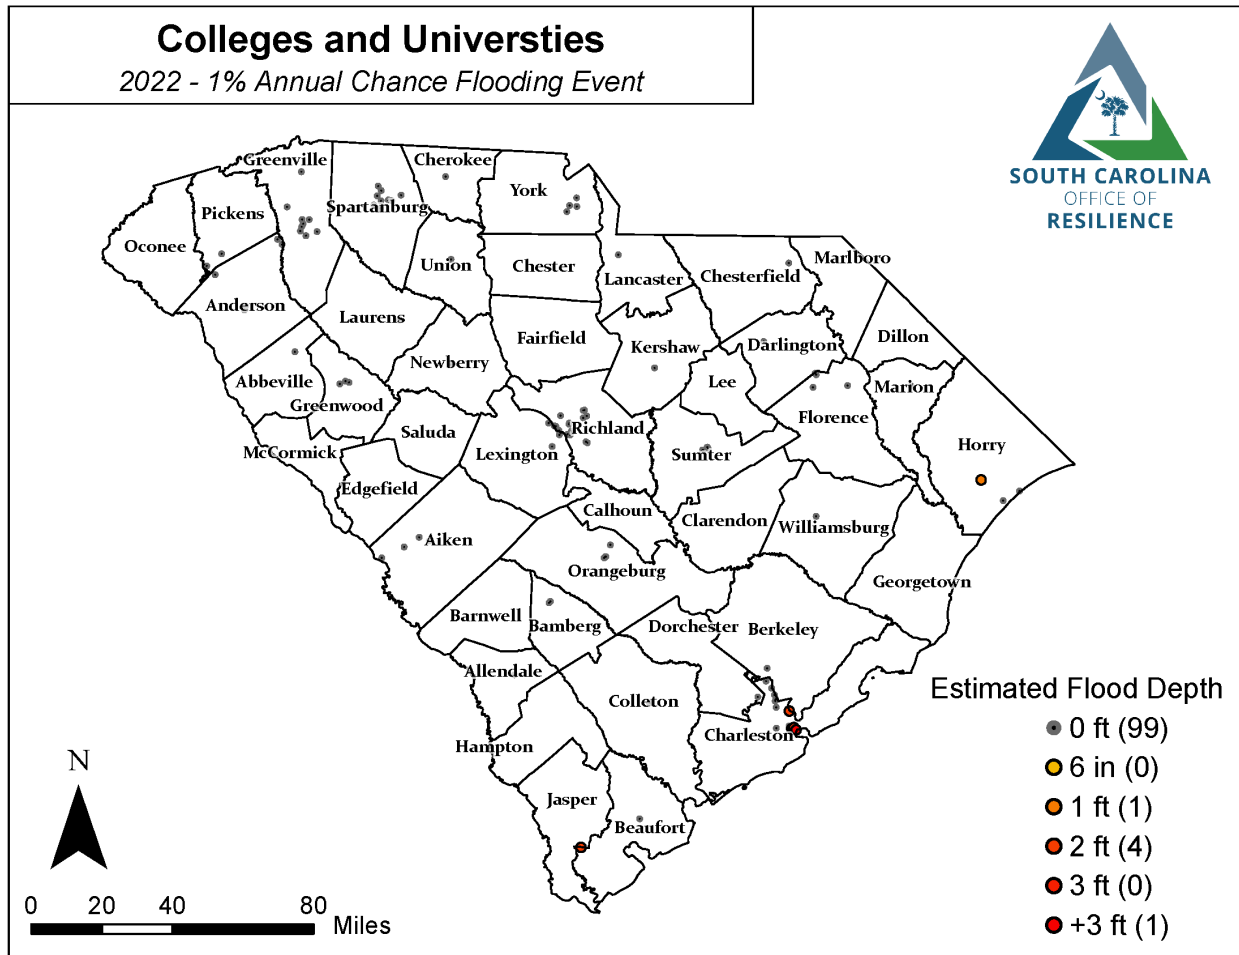 Colleges and Universties
2022 - 1% Annual Chance Flooding Event
SOUTH CAROLINA
OFFICE OF
RESILIENCE
Greenville
Cherokee
York
Pickens
Spartanburg
Oconee
Union
Chester
Lancaster
Chesterfield
Marlboro
Anderson
Laurens
Fairfield
Kershaw
Darlington
Dillon
Newberry
Abbeville
Lee
Marion
Greenwood
Florence
Saluda
Richland
Horry
McCormick
Lexington
Sumter
Edgefield
Calhoun
Clarendon
Williamsburg
Aiken
Orangeburg
Georgetown
Barnwell
Bamberg
Dorchester
Berkeley
Allendale
Colleton
Charleston
Hampton
Jasper
Beaufort
Estimated Flood Depth
0 ft (99)
6 in (0)
1 ft (1)
2 ft (4)
3 ft (0)
+3 ft (1)
N
0 20 40 80
Miles